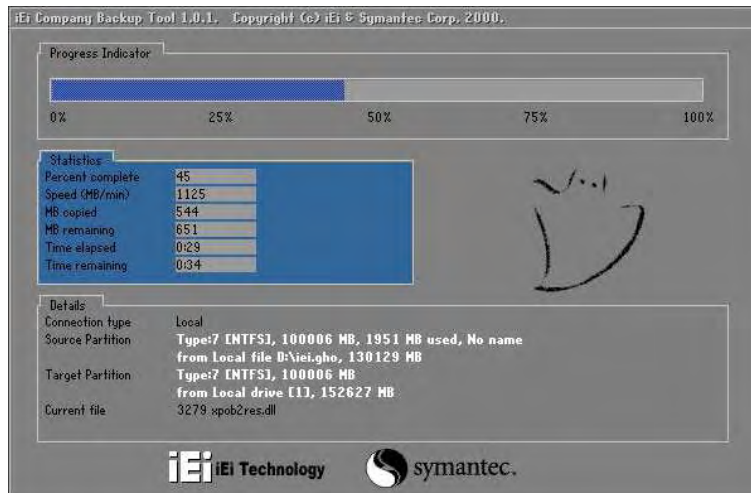 iEi Company Backup Tool 1.0.1.   Copyright (c) iEi & Symantec Corp. 2000.
Progress Indicator
0% 25% 50% 75% 100%
Statistics
Percent complete 45
Speed (MB/min) 1125
MB copied 544
MB remaining 651
Time elapsed 0:29
Time remaining 0:34
Details
Connection type Local
Source Partition Type:7 [NTFS], 100006 MB, 1951 MB used, No name
from Local file D:\iei.gho, 130129 MB
Target Partition Type:7 [NTFS], 100006 MB
from Local drive [1], 152627 MB
Current file 3279 xpob2res.dll
iEi iEi Technology symantec.